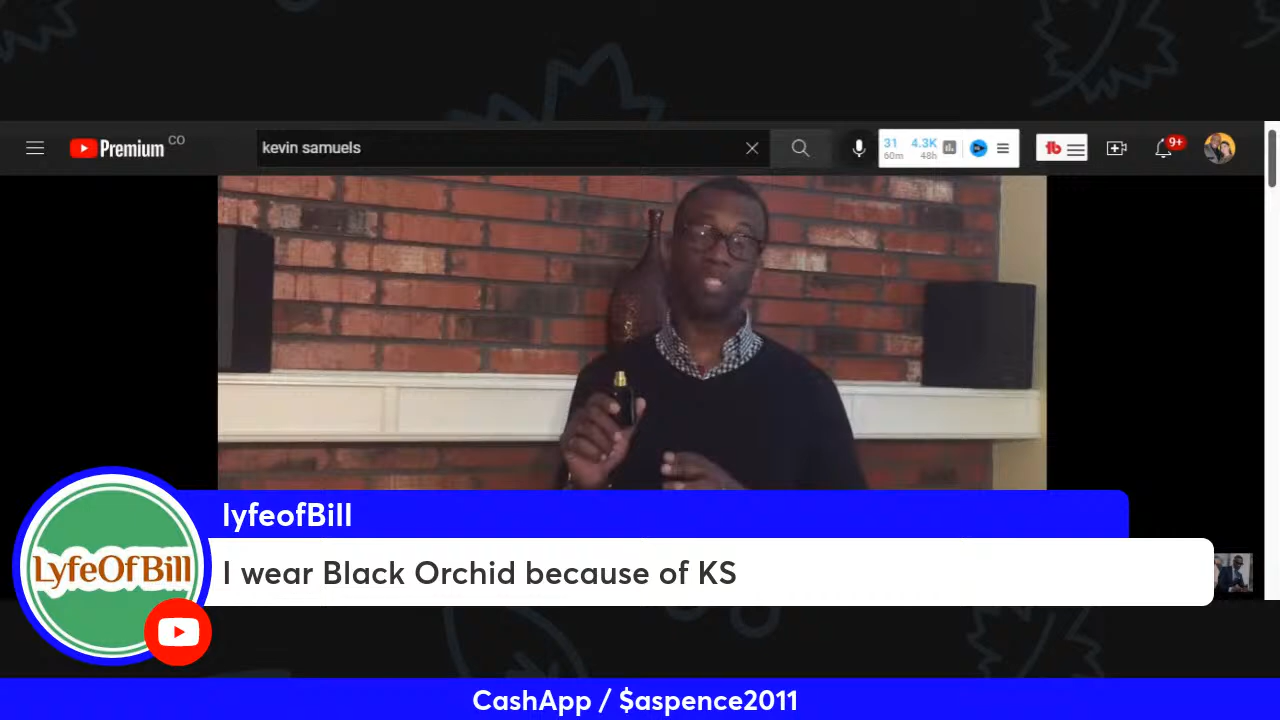 Premium CO
kevin samuels
31 4.3K
60m 48h
tb
9+
lyfeofBill
LyfeOfBill
I wear Black Orchid because of KS
CashApp / $aspence2011